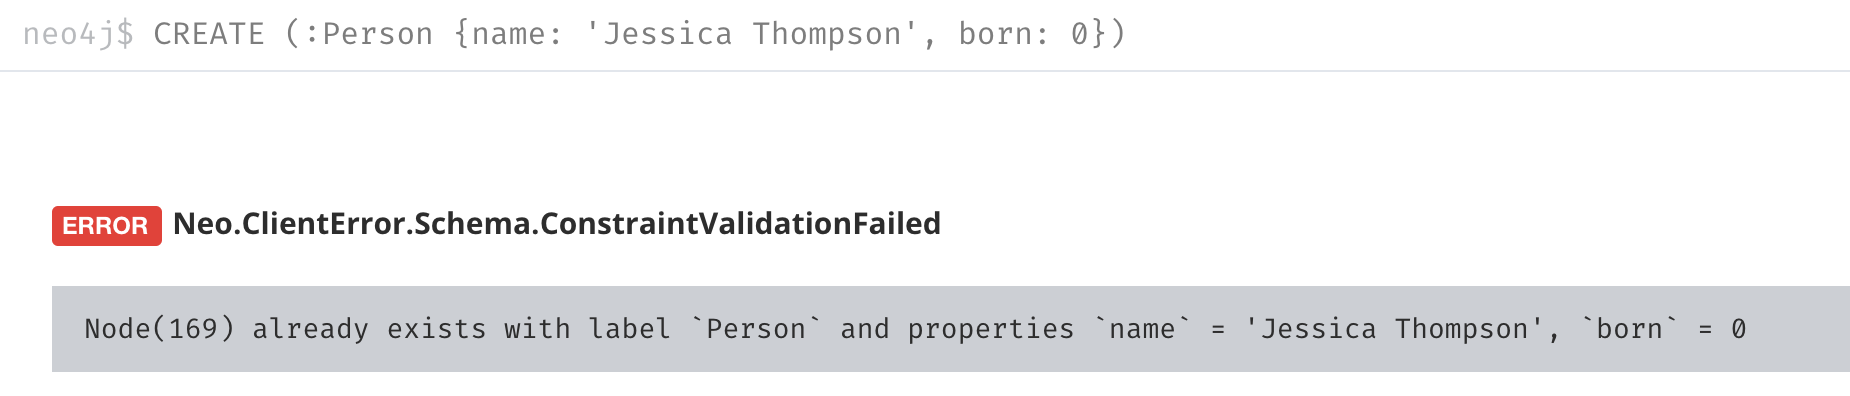 neo4j$ CREATE (:Person {name: 'Jessica Thompson', born: 0})
ERROR Neo.ClientError.Schema.ConstraintValidationFailed
Node(169) already exists with label `Person` and properties `name` = 'Jessica Thompson', `born` = 0